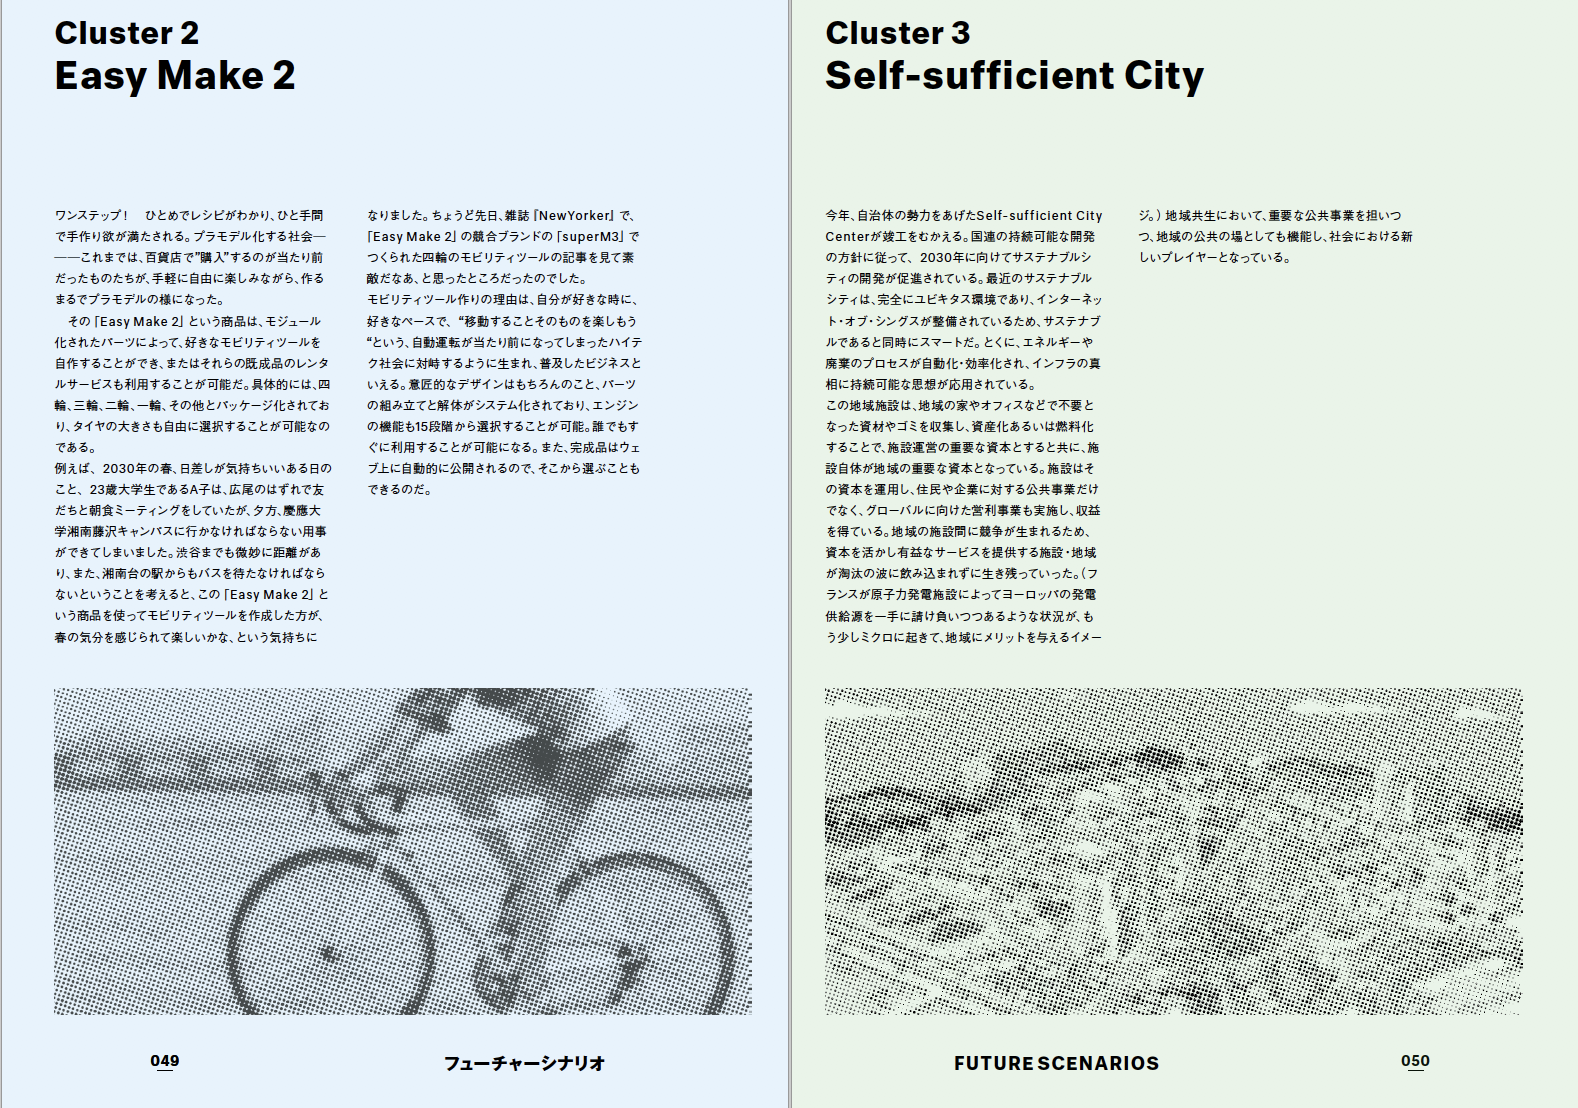 Cluster 2
Easy Make 2
ワンステップ！　ひとめでレシピがわかり、ひと手間
で手作り欲が満たされる。プラモデル化する社会―
――これまでは、百貨店で”購入”するのが当たり前
だったものたちが、手軽に自由に楽しみながら、作る
まるでプラモデルの様になった。
　その「Easy Make 2」という商品は、モジュール
化されたパーツによって、好きなモビリティツールを
自作することができ、またはそれらの既成品のレンタ
ルサービスも利用することが可能だ。具体的には、四
輪、三輪、二輪、一輪、その他とパッケージ化されてお
り、タイヤの大きさも自由に選択することが可能なの
である。
例えば、2030年の春、日差しが気持ちいいある日の
こと、23歳大学生であるA子は、広尾のはずれで友
だちと朝食ミーティングをしていたが、夕方、慶應大
学湘南藤沢キャンパスに行かなければならない用事
ができてしまいました。渋谷までも微妙に距離があ
り、また、湘南台の駅からもバスを待たなければなら
ないということを考えると、この「Easy Make 2」と
いう商品を使ってモビリティツールを作成した方が、
春の気分を感じられて楽しいかな、という気持ちに
なりました。ちょうど先日、雑誌『NewYorker』で、
「Easy Make 2」の競合ブランドの「superM3」で
つくられた四輪のモビリティツールの記事を見て素
敵だなあ、と思ったところだったのでした。
モビリティツール作りの理由は、自分が好きな時に、
好きなペースで、“移動することそのものを楽しもう
“という、自動運転が当たり前になってしまったハイテ
ク社会に対峙するように生まれ、普及したビジネスと
いえる。意匠的なデザインはもちろんのこと、パーツ
の組み立てと解体がシステム化されており、エンジン
の機能も15段階から選択することが可能。誰でもす
ぐに利用することが可能になる。また、完成品はウェ
ブ上に自動的に公開されるので、そこから選ぶことも
できるのだ。
049
フューチャーシナリオ
Cluster 3
Self-sufficient City
今年、自治体の勢力をあげたSelf-sufficient City
Centerが竣工をむかえる。国連の持続可能な開発
の方針に従って、2030年に向けてサステナブルシ
ティの開発が促進されている。最近のサステナブル
シティは、完全にユビキタス環境であり、インターネッ
ト・オブ・シングスが整備されているため、サステナブ
ルであると同時にスマートだ。とくに、エネルギーや
廃棄のプロセスが自動化・効率化され、インフラの真
相に持続可能な思想が応用されている。
この地域施設は、地域の家やオフィスなどで不要と
なった資材やゴミを収集し、資産化あるいは燃料化
することで、施設運営の重要な資本とすると共に、施
設自体が地域の重要な資本となっている。施設はそ
の資本を運用し、住民や企業に対する公共事業だけ
でなく、グローバルに向けた営利事業も実施し、収益
を得ている。地域の施設間に競争が生まれるため、
資本を活かし有益なサービスを提供する施設・地域
が淘汰の波に飲み込まれずに生き残っていった。（フ
ランスが原子力発電施設によってヨーロッパの発電
供給源を一手に請け負いつつあるような状況が、も
う少しミクロに起きて、地域にメリットを与えるイメー
ジ。）地域共生において、重要な公共事業を担いつ
つ、地域の公共の場としても機能し、社会における新
しいプレイヤーとなっている。
FUTURE SCENARIOS
050